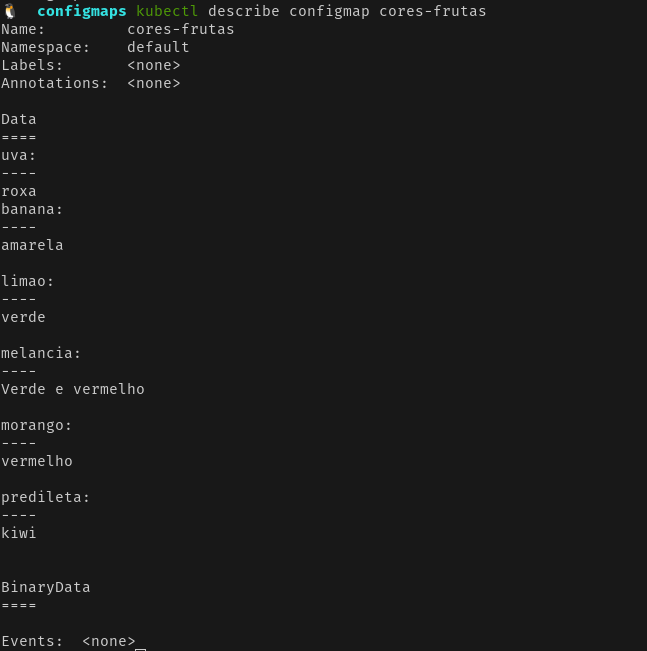 configmaps kubectl describe configmap cores-frutas
Name:         cores-frutas
Namespace:    default
Labels:       <none>
Annotations:  <none>

Data
====
uva:
----
roxa
banana:
----
amarela

limao:
----
verde

melancia:
----
Verde e vermelho

morango:
----
vermelho

predileta:
----
kiwi


BinaryData
====

Events:  <none>